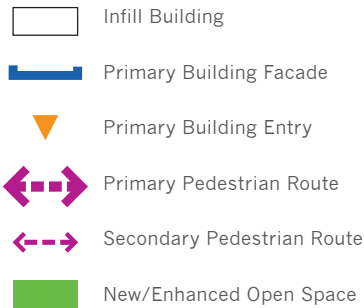 Infill Building
Primary Building Facade
Primary Building Entry
Primary Pedestrian Route
Secondary Pedestrian Route
New/Enhanced Open Space